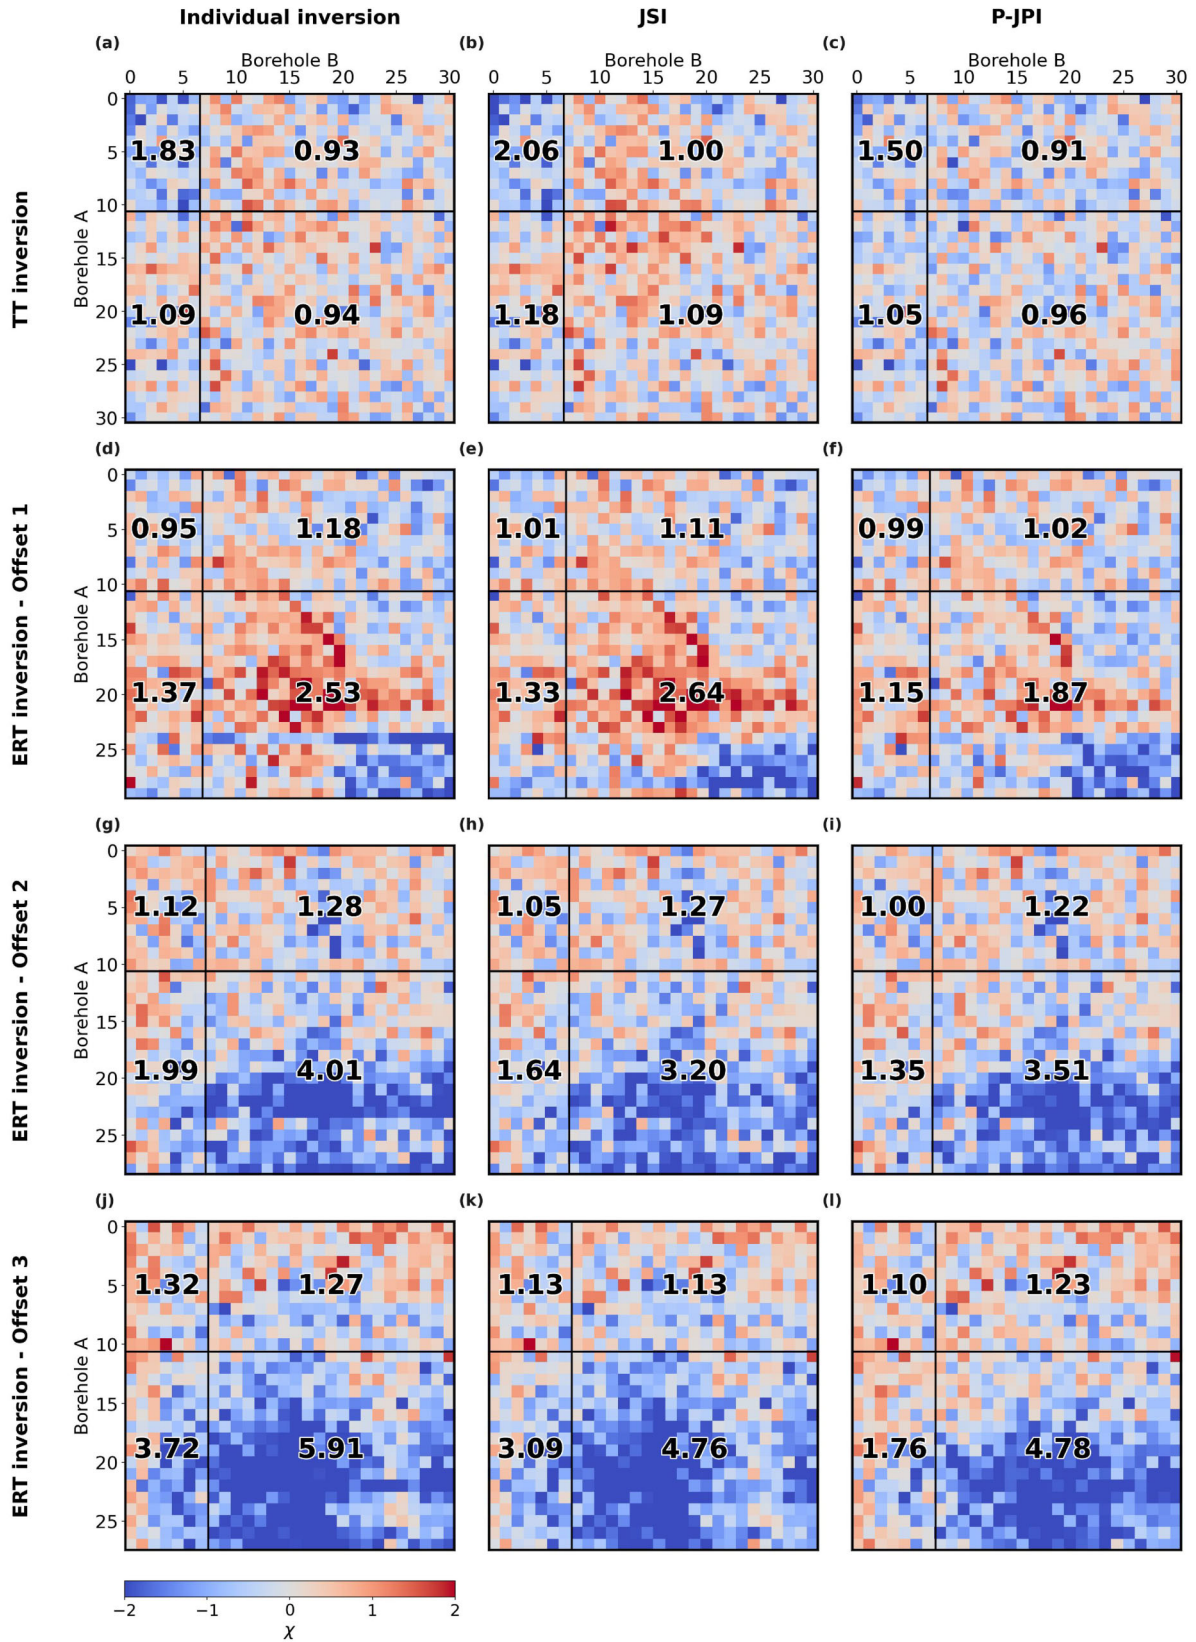 Individual inversion JSI P-JPI
(a) (b) (c)
Borehole B Borehole B Borehole B
0 5 10 15 20 30 0 5 10 15 20 30 0 5 10 15 20 30
TT inversion
Borehole A
0
5
10
15
20
25
30
1.83 0.93 2.06 1.00 1.50 0.91
1.09 0.94 1.18 1.09 1.05 0.96
(d) (e) (f)
ERT inversion - Offset 1
Borehole A
0
5
10
15
20
25
0.95 1.18 1.01 1.11 0.99 1.02
1.37 2.53 1.33 2.64 1.15 1.87
(g) (h) (i)
ERT inversion - Offset 2
Borehole A
0
5
10
15
20
25
1.12 1.28 1.05 1.27 1.00 1.22
1.99 4.01 1.64 3.20 1.35 3.51
(j) (k) (l)
ERT inversion - Offset 3
Borehole A
0
5
10
15
20
25
1.32 1.27 1.13 1.13 1.10 1.23
3.72 5.91 3.09 4.76 1.76 4.78
−2 −1 0 1 2
χ